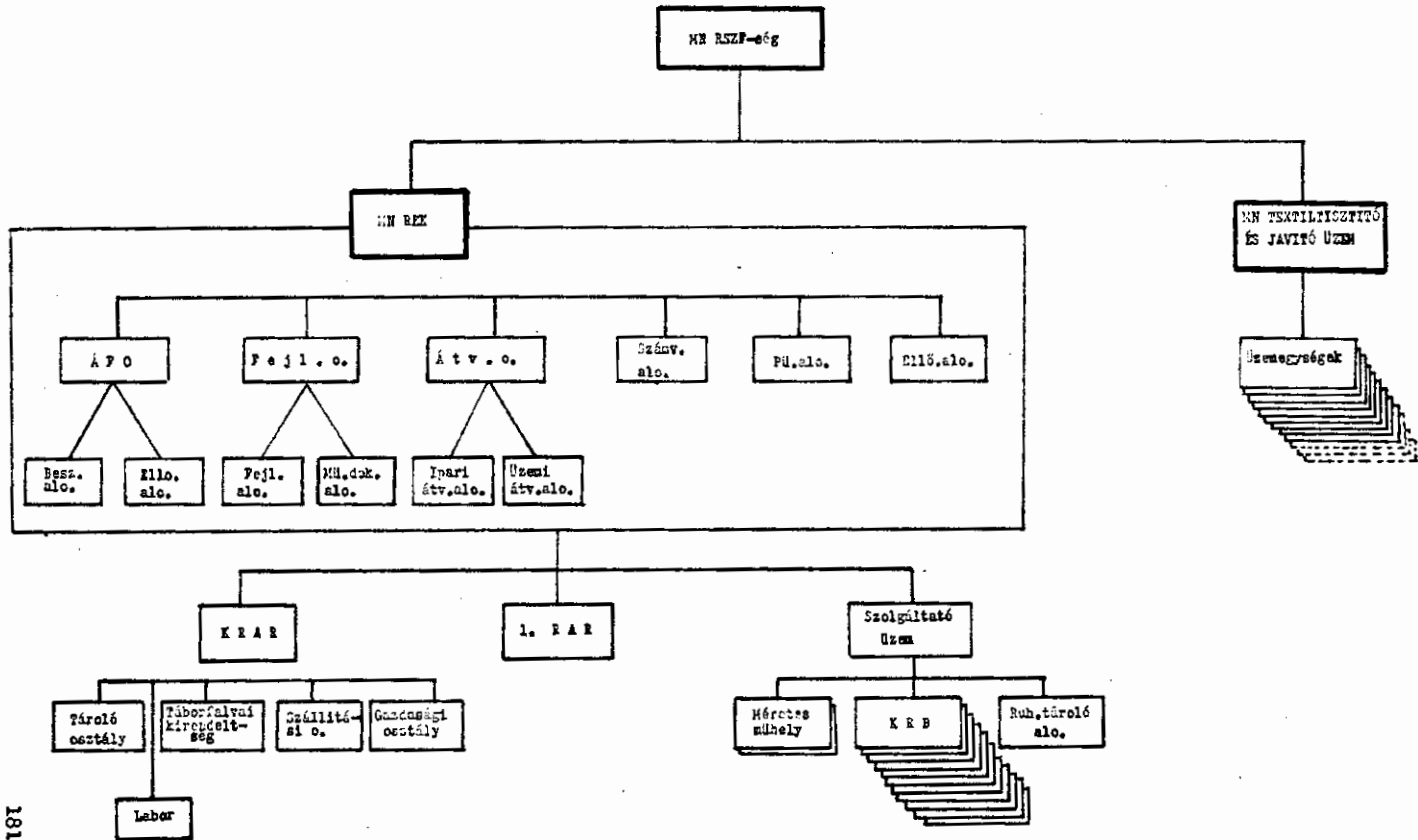 MN RSZF-ség
MN REK
MN TEXTILTISZTITÓ
ÉS JAVITÓ ÜZEM
Á F O
F e j l . o.
Á t v . o.
Számv.
alo.
Pü.alo.
Ellő.alo.
Üzemegységek
Besz.
alo.
Ello.
alo.
Fejl.
alo.
Mü.dok.
alo.
Ipari
átv.alo.
Üzemi
átv.alo.
K R A R
1. R A R
Szolgáltató
üzem
Tároló
osztály
Táborfalvai
kirendelt-
ség
Szállitá-
si o.
Gazdasági
osztály
Méretes
műhely
K R B
Ruh.tároló
alo.
Labor
181